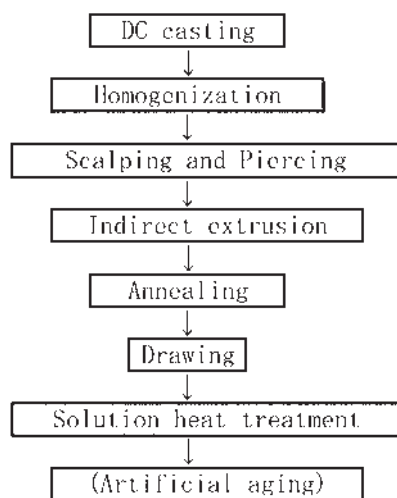 DC casting
Homogenization
Scalping and Piercing
Indirect extrusion
Annealing
Drawing
Solution heat treatment
(Artificial aging)